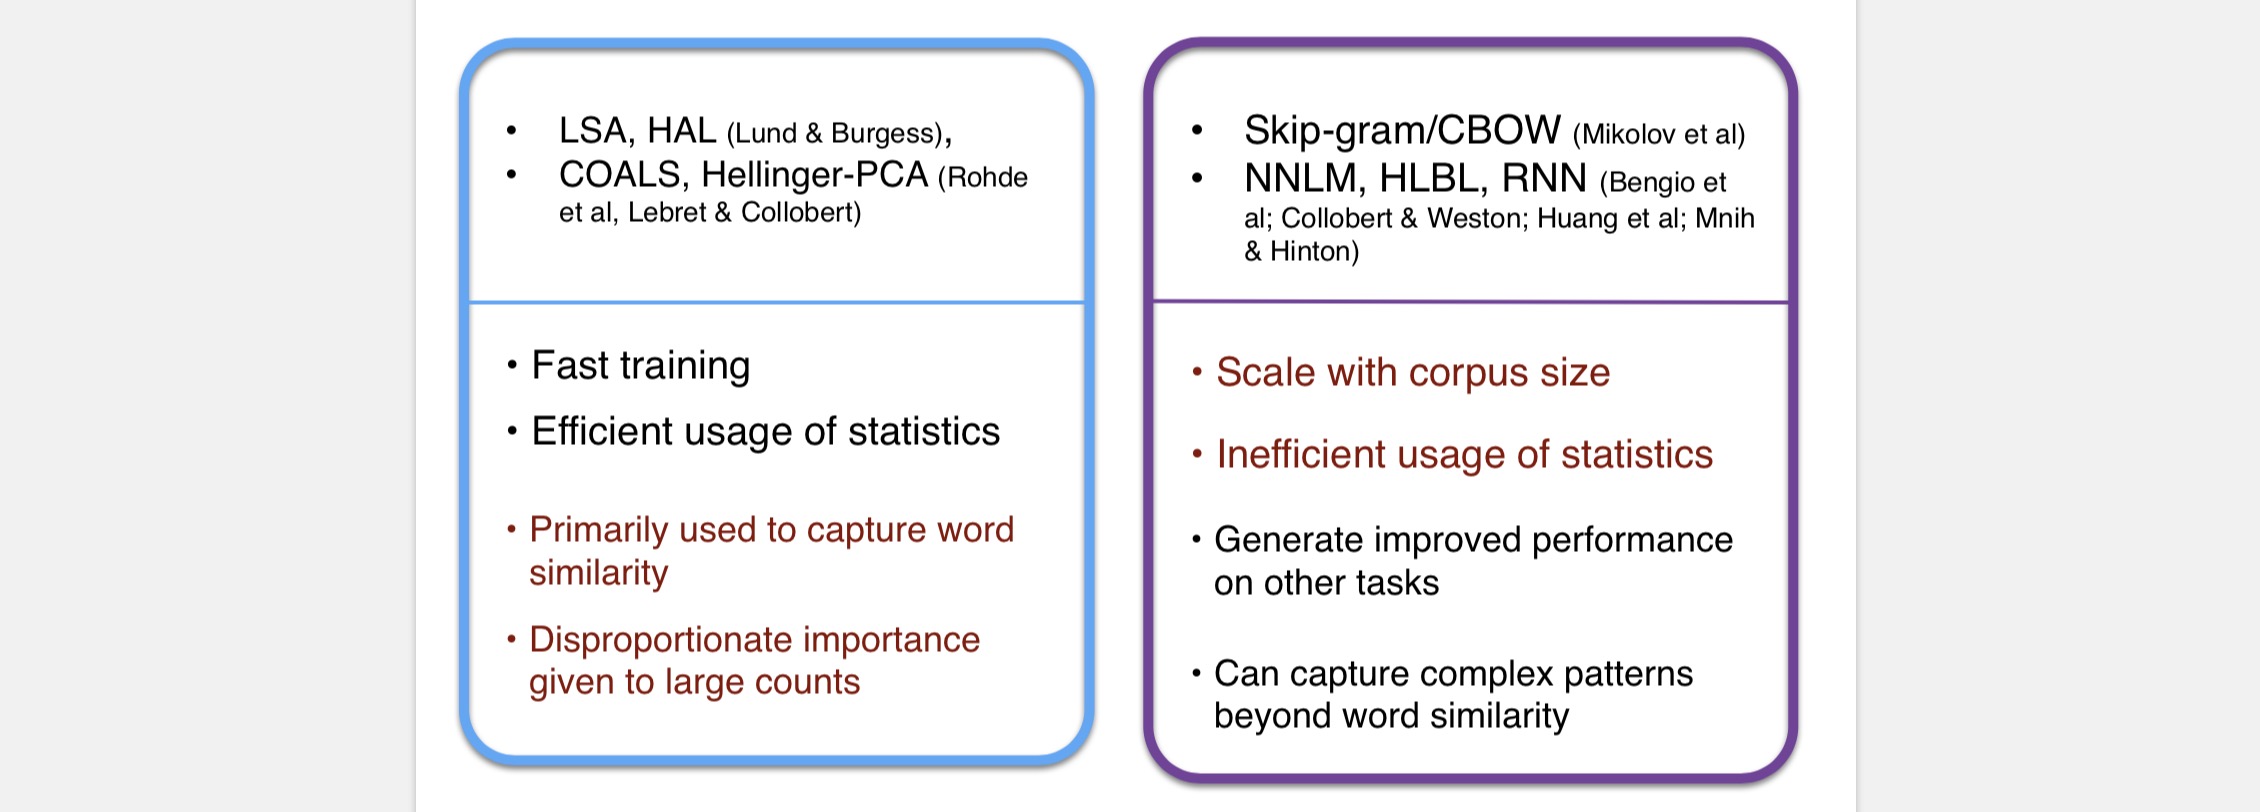 • LSA, HAL (Lund & Burgess),
• COALS, Hellinger-PCA (Rohde
et al, Lebret & Collobert)
• Fast training
• Efficient usage of statistics
• Primarily used to capture word
similarity
• Disproportionate importance
given to large counts
• Skip-gram/CBOW (Mikolov et al)
• NNLM, HLBL, RNN (Bengio et
al; Collobert & Weston; Huang et al; Mnih
& Hinton)
• Scale with corpus size
• Inefficient usage of statistics
• Generate improved performance
on other tasks
• Can capture complex patterns
beyond word similarity